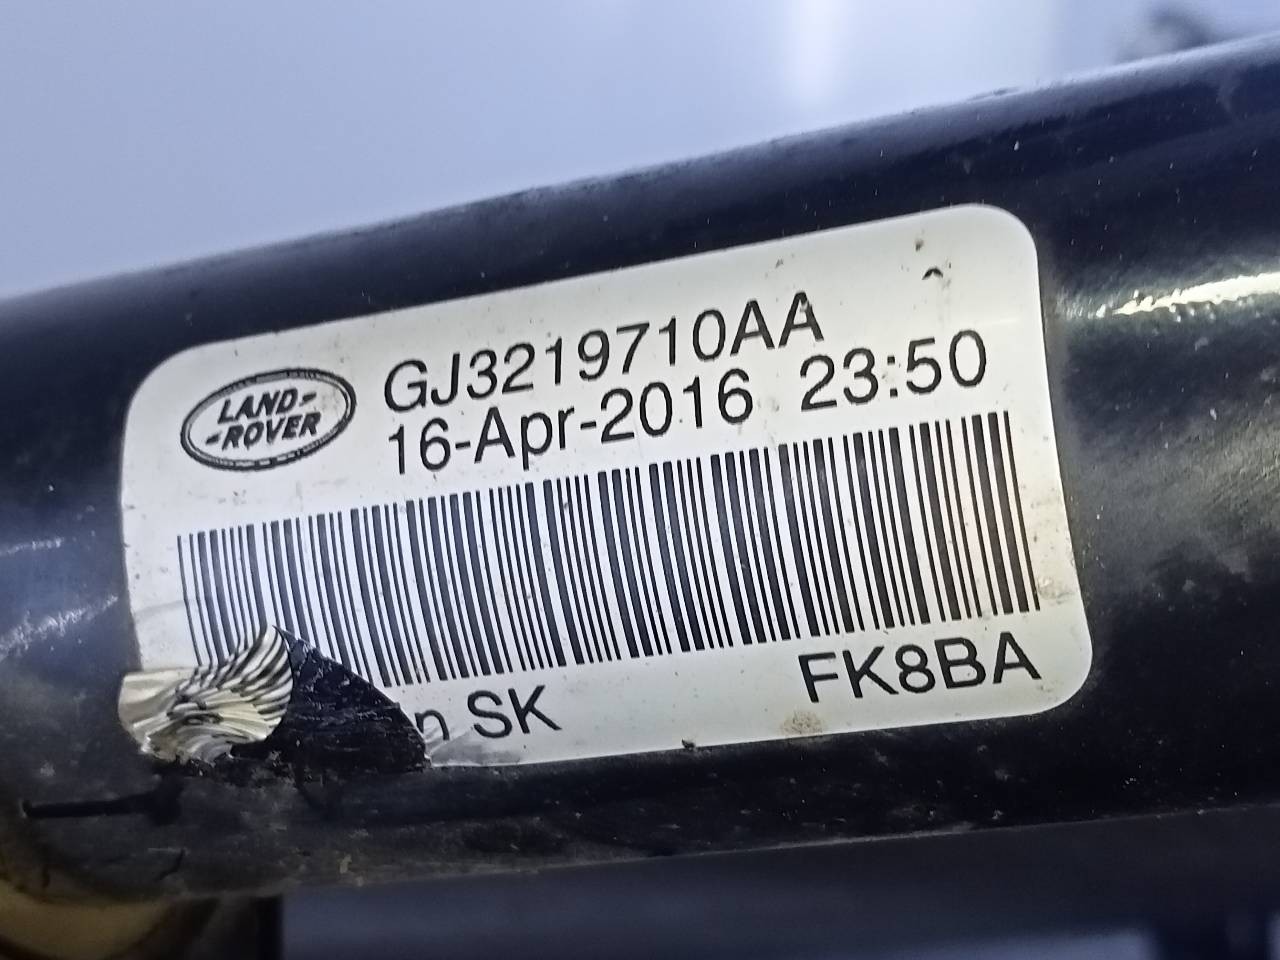 LAND-
-ROVER
GJ3219710AA
16-Apr-2016 23:50
SK
FK8BA